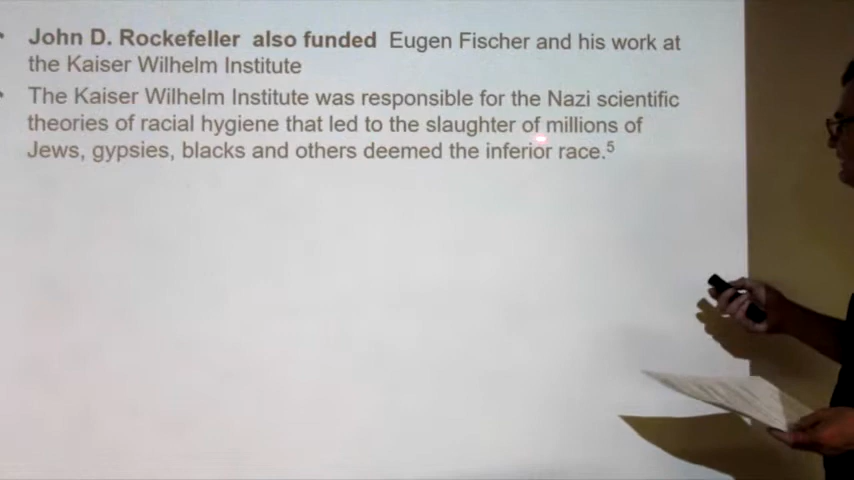 John D. Rockefeller also funded Eugen Fischer and his work at
the Kaiser Wilhelm Institute
The Kaiser Wilhelm Institute was responsible for the Nazi scientific
theories of racial hygiene that led to the slaughter of millions of
Jews, gypsies, blacks and others deemed the inferior race.5